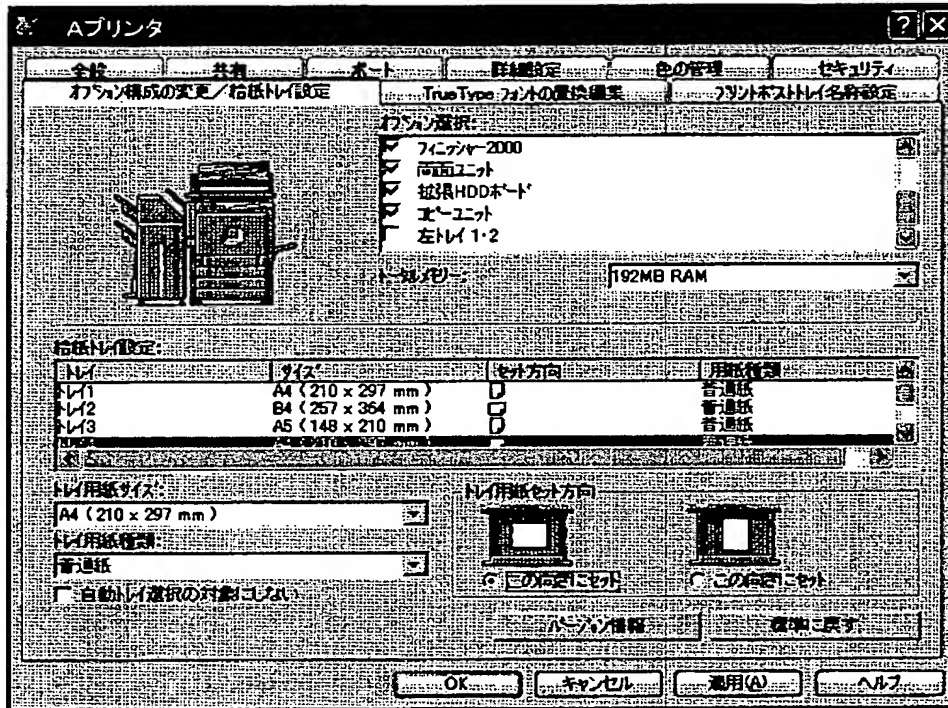 Aプリンタ
全般 共有 ポート 詳細設定 色の管理 セキュリティ
オプション構成の変更/給紙トレイ設定 TrueType フォントの置換編集 プリントポストトレイ名称設定
オプション選択:
フィニッシャー2000
両面ユニット
拡張HDDボード
コピーユニット
左トレイ 1・2
トータルメモリー: 192MB RAM
給紙トレイ設定:
トレイ サイズ セット方向 用紙種類
トレイ1 A4 ( 210 x 297 mm ) 普通紙
トレイ2 B4 ( 257 x 364 mm ) 普通紙
トレイ3 A5 ( 148 x 210 mm ) 普通紙
トレイ用紙サイズ: トレイ用紙セット方向
A4 ( 210 x 297 mm )
トレイ用紙種類:
普通紙
この向きにセット この向きにセット
自動トレイ選択の対象にしない
バージョン情報 標準に戻す
OK キャンセル 適用(A) ヘルプ